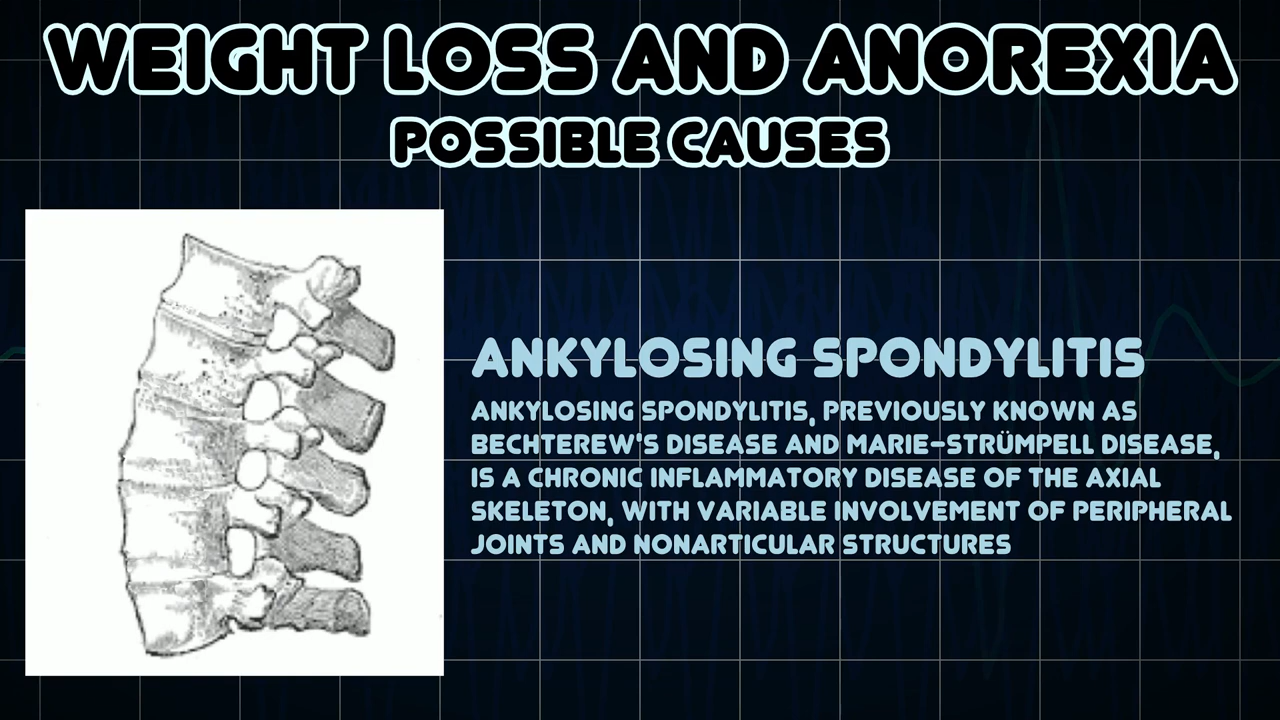 WEIGHT LOSS AND ANOREXIA
POSSIBLE CAUSES
ANKYLOSING SPONDYLITIS
ANKYLOSING SPONDYLITIS, PREVIOUSLY KNOWN AS
BECHTEREW'S DISEASE AND MARIE-STRÜMPELL DISEASE,
IS A CHRONIC INFLAMMATORY DISEASE OF THE AXIAL
SKELETON, WITH VARIABLE INVOLVEMENT OF PERIPHERAL
JOINTS AND NONARTICULAR STRUCTURES